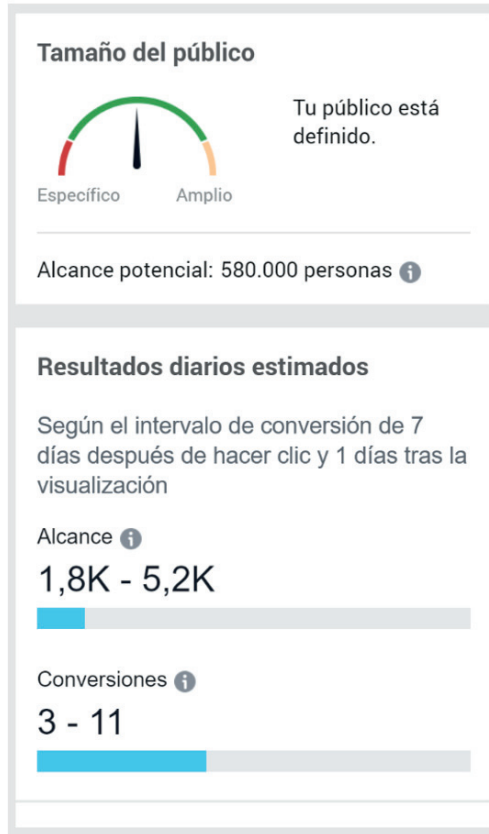 Tamaño del público
Tu público está
definido.
Específico
Amplio
Alcance potencial: 580.000 personas
Resultados diarios estimados
Según el intervalo de conversión de 7
días después de hacer clic y 1 días tras la
visualización
Alcance
1,8K - 5,2K
Conversiones
3 - 11